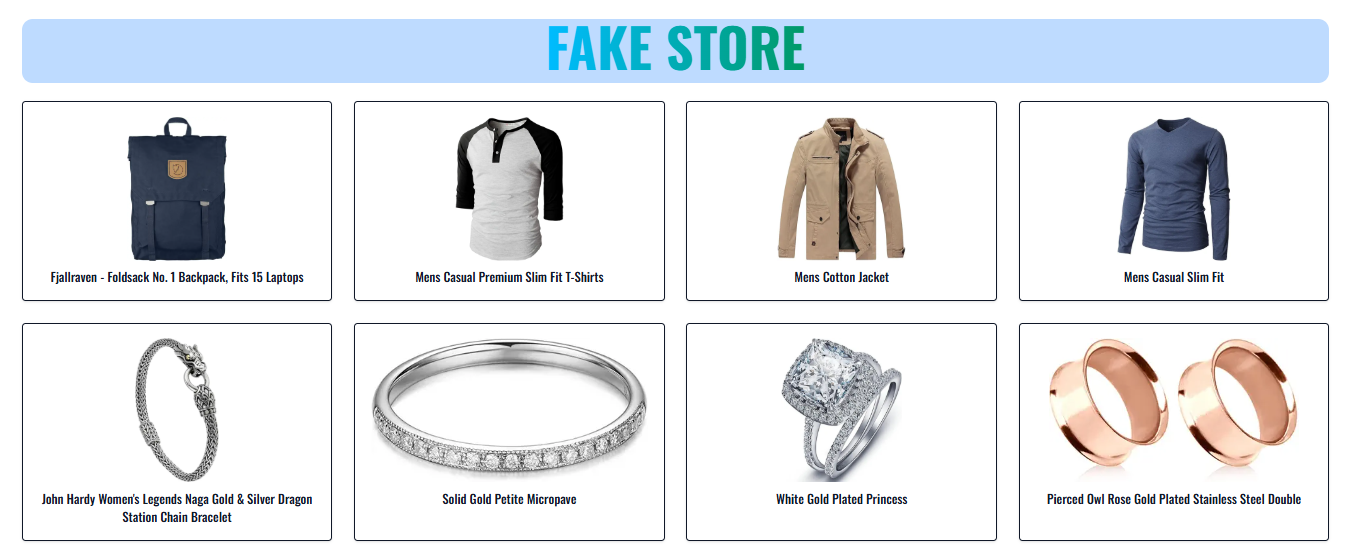 FAKE STORE
Fjallraven - Foldsack No. 1 Backpack, Fits 15 Laptops
Mens Casual Premium Slim Fit T-Shirts
Mens Cotton Jacket
Mens Casual Slim Fit
John Hardy Women's Legends Naga Gold & Silver Dragon
Station Chain Bracelet
Solid Gold Petite Micropave
White Gold Plated Princess
Pierced Owl Rose Gold Plated Stainless Steel Double